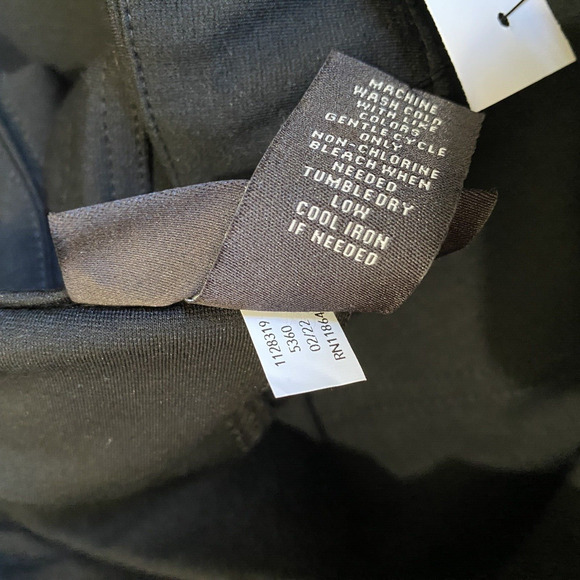 MACHINE
WASH COLD
WITH LIKE
COLORS
GENTLE CYCLE
ONLY
NON-CHLORINE
BLEACH WHEN
NEEDED
TUMBLE DRY
LOW
COOL IRON
IF NEEDED
1128319
5360
02/22
RN11864